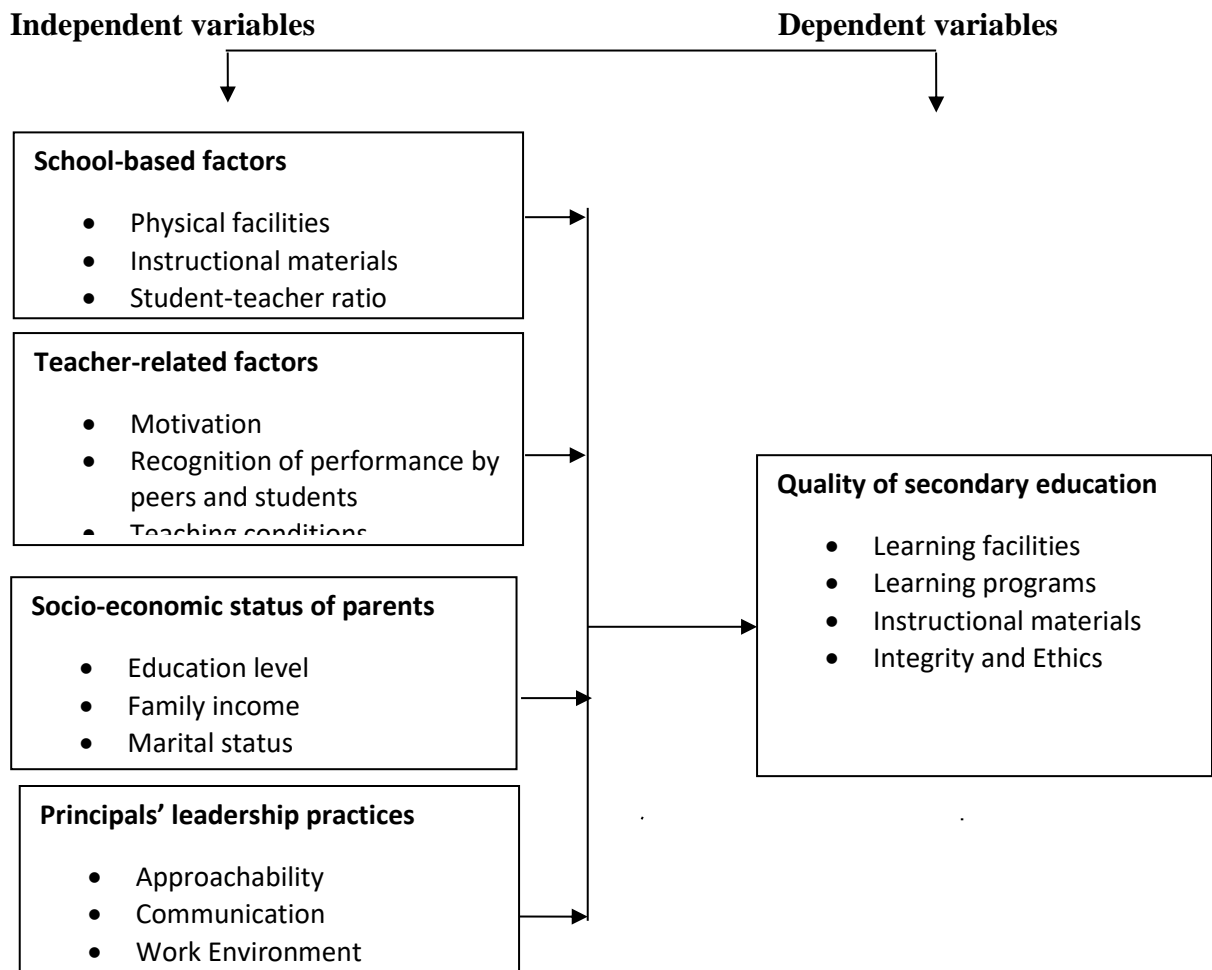 Independent variables
Dependent variables
School-based factors
• Physical facilities
• Instructional materials
• Student-teacher ratio
Teacher-related factors
• Motivation
• Recognition of performance by
peers and students
• Teaching conditions
Socio-economic status of parents
• Education level
• Family income
• Marital status
Principals’ leadership practices
• Approachability
• Communication
• Work Environment
Quality of secondary education
• Learning facilities
• Learning programs
• Instructional materials
• Integrity and Ethics